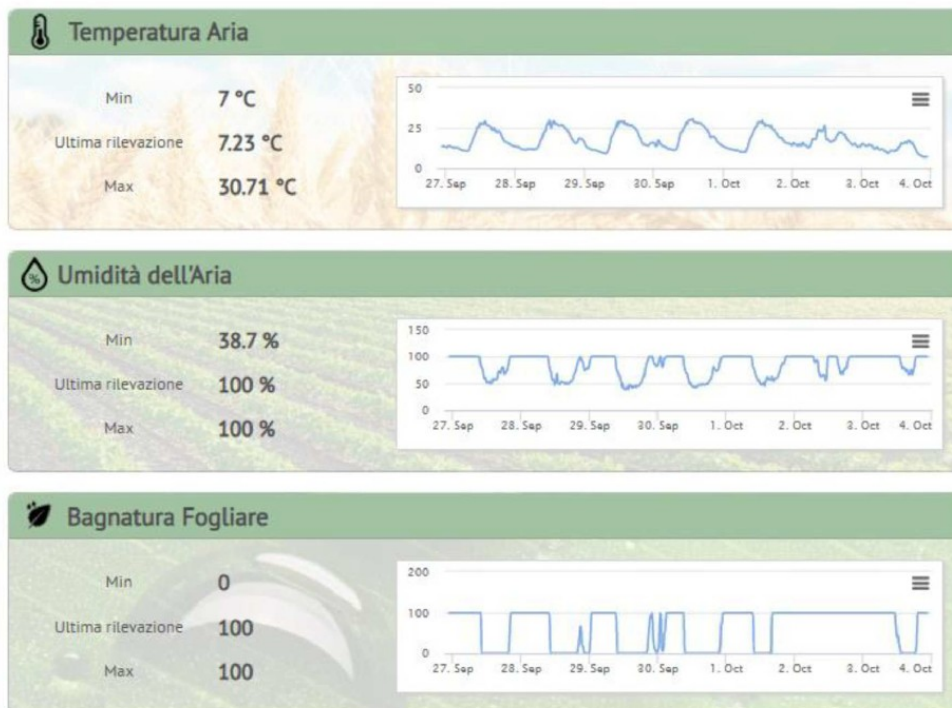 Temperatura Aria
Min 7 °C
Ultima rilevazione 7.23 °C
Max 30.71 °C
50
25
0
27. Sep 28. Sep 29. Sep 30. Sep 1. Oct 2. Oct 3. Oct 4. Oct
% Umidità dell'Aria
Min 38.7 %
Ultima rilevazione 100 %
Max 100 %
150
100
50
0
27. Sep 28. Sep 29. Sep 30. Sep 1. Oct 2. Oct 3. Oct 4. Oct
Bagnatura Fogliare
Min 0
Ultima rilevazione 100
Max 100
200
100
0
27. Sep 28. Sep 29. Sep 30. Sep 1. Oct 2. Oct 3. Oct 4. Oct